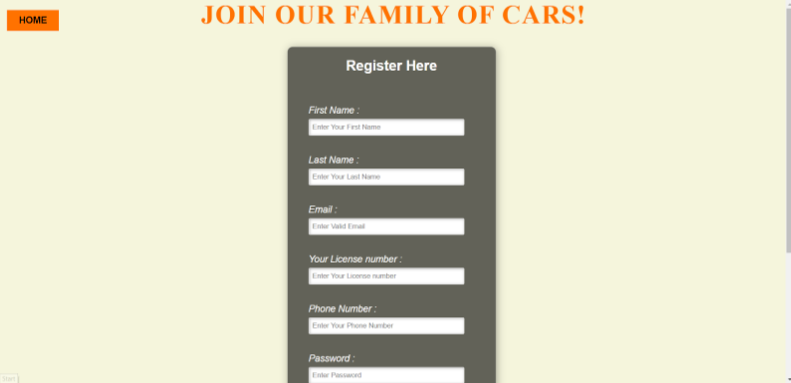 HOME
JOIN OUR FAMILY OF CARS!
Register Here
First Name :
Enter Your First Name
Last Name :
Enter Your Last Name
Email :
Enter Valid Email
Your License number :
Enter Your License number
Phone Number :
Enter Your Phone Number
Password :
Enter Password
Start